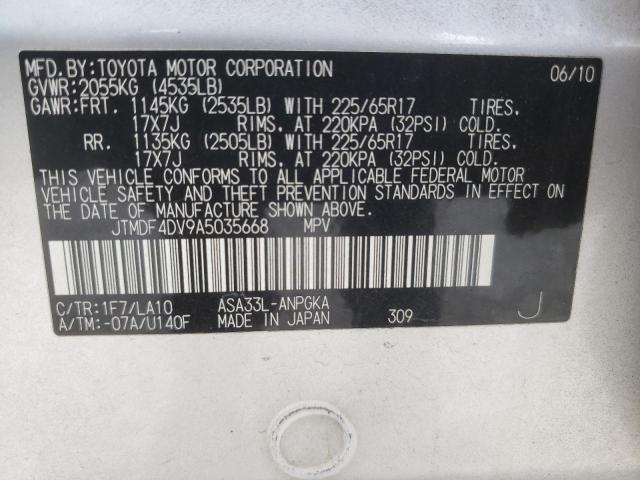 MFD.BY:TOYOTA MOTOR CORPORATION 06/10
GVWR:2055KG (4535LB)
GAWR:FRT. 1145KG (2535LB) WITH 225/65R17 TIRES.
17X7J RIMS. AT 220KPA (32PSI) COLD.
RR. 1135KG (2505LB) WITH 225/65R17 TIRES.
17X7J RIMS. AT 220KPA (32PSI) COLD.
THIS VEHICLE CONFORMS TO ALL APPLICABLE FEDERAL MOTOR
VEHICLE SAFETY AND THEFT PREVENTION STANDARDS IN EFFECT ON
THE DATE OF MANUFACTURE SHOWN ABOVE.
JTMDF4DV9A5035668 MPV
C/TR:1F7/LA10 ASA33L-ANPGKA
A/TM:-07A/U140F MADE IN JAPAN 309 J